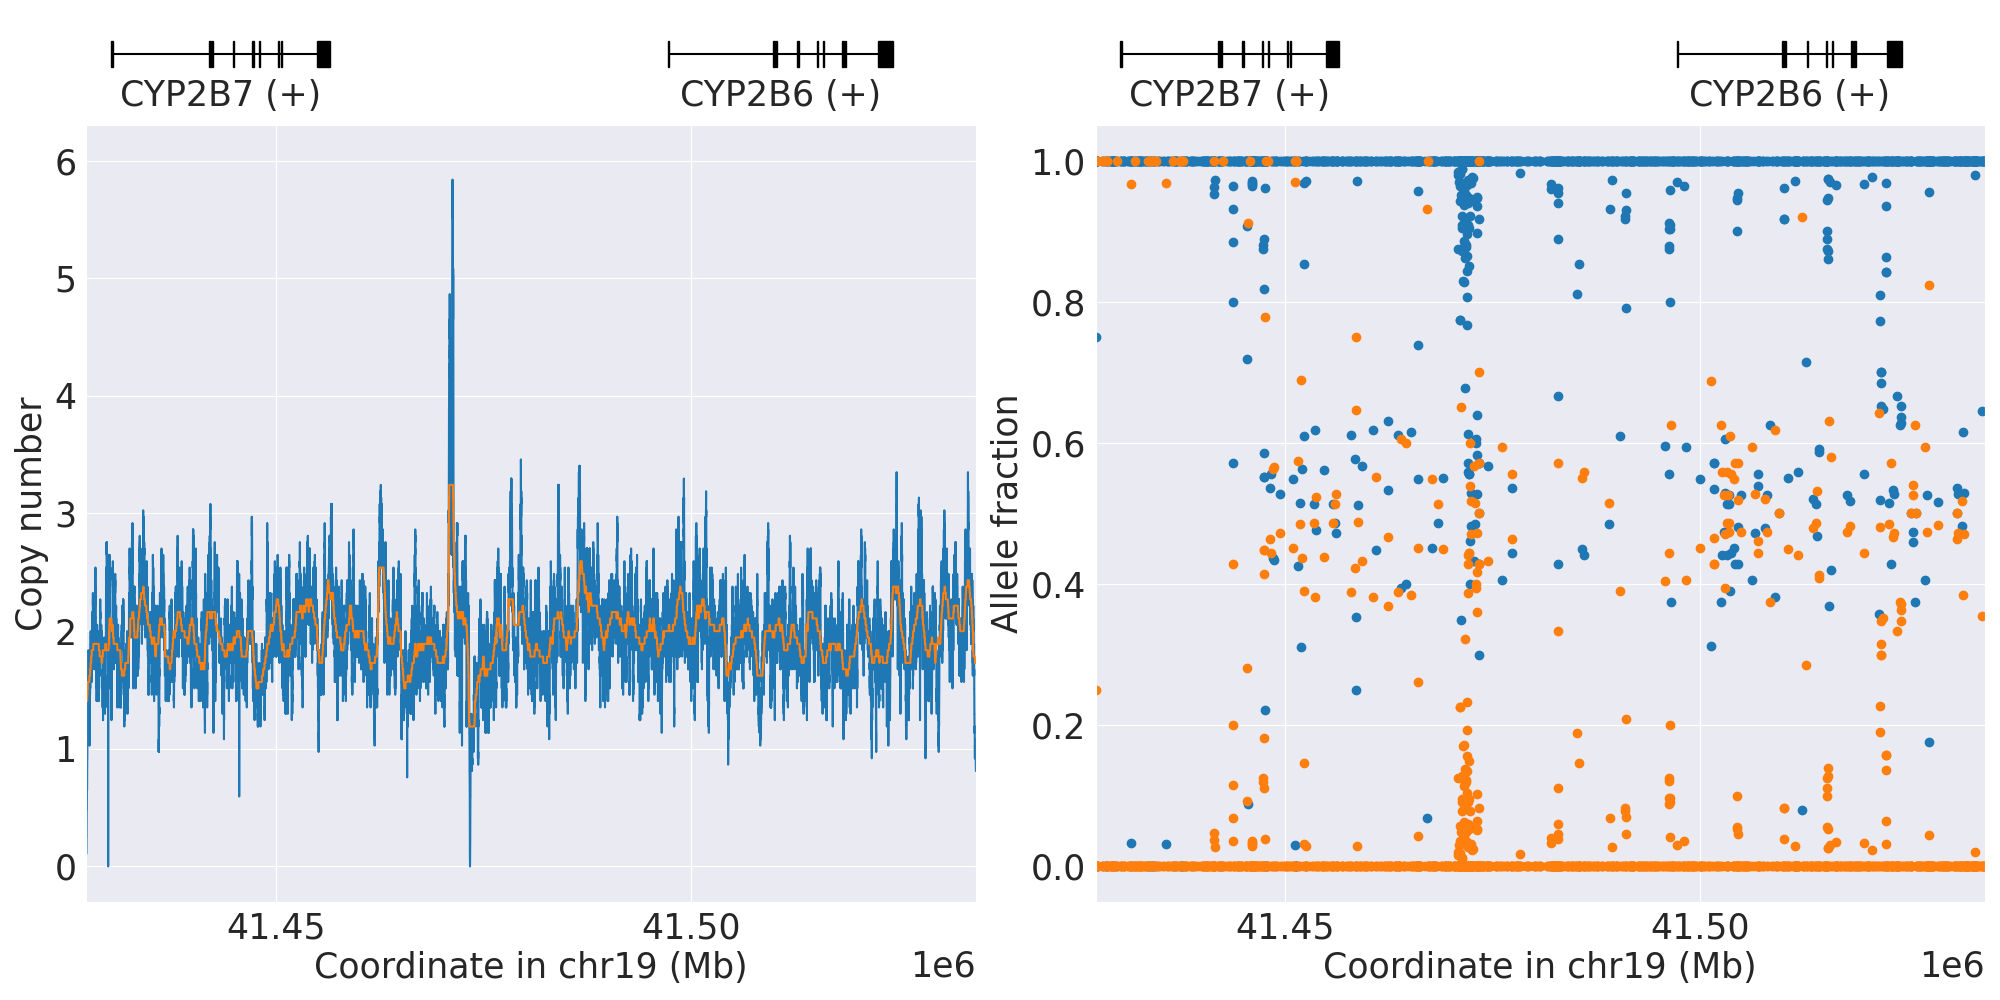 CYP2B7 (+)
CYP2B6 (+)
6
5
4
3
2
1
0
Copy number
41.45
41.50
Coordinate in chr19 (Mb)
1e6
CYP2B7 (+)
CYP2B6 (+)
1.0
0.8
0.6
0.4
0.2
0.0
Allele fraction
41.45
41.50
Coordinate in chr19 (Mb)
1e6